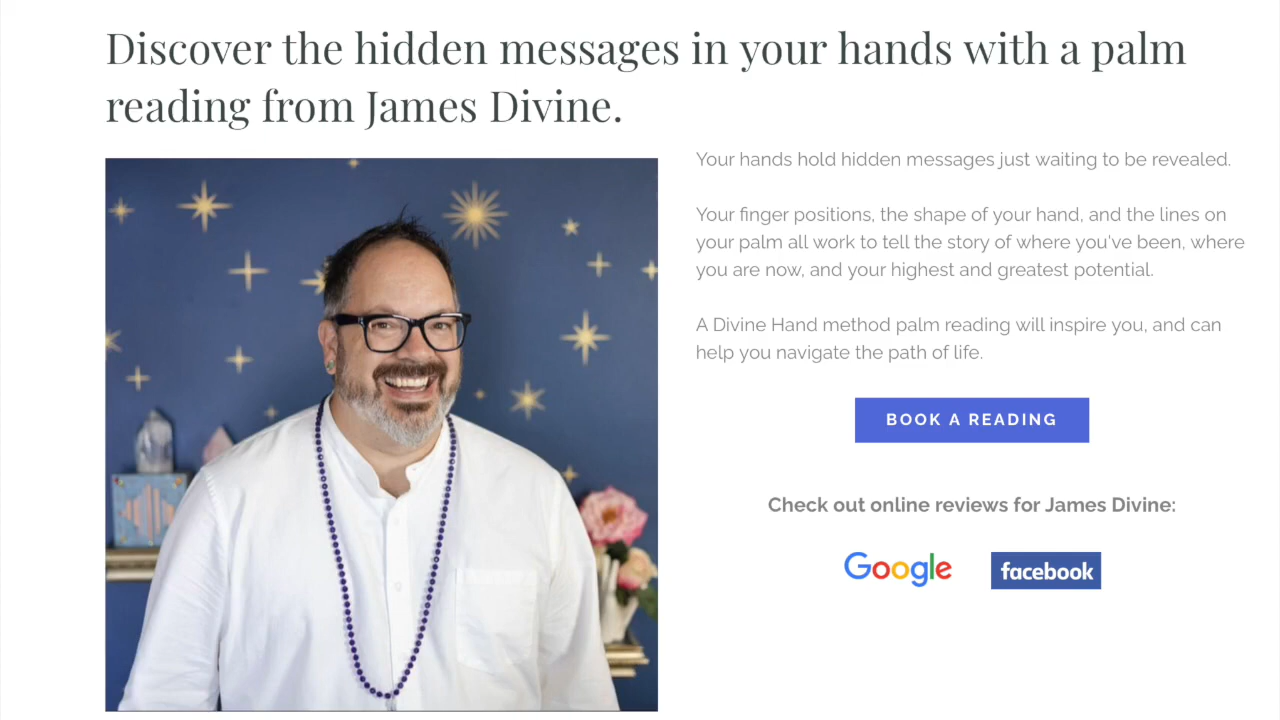 Discover the hidden messages in your hands with a palm
reading from James Divine.
Your hands hold hidden messages just waiting to be revealed.
Your finger positions, the shape of your hand, and the lines on
your palm all work to tell the story of where you've been, where
you are now, and your highest and greatest potential.
A Divine Hand method palm reading will inspire you, and can
help you navigate the path of life.
BOOK A READING
Check out online reviews for James Divine:
Google
facebook